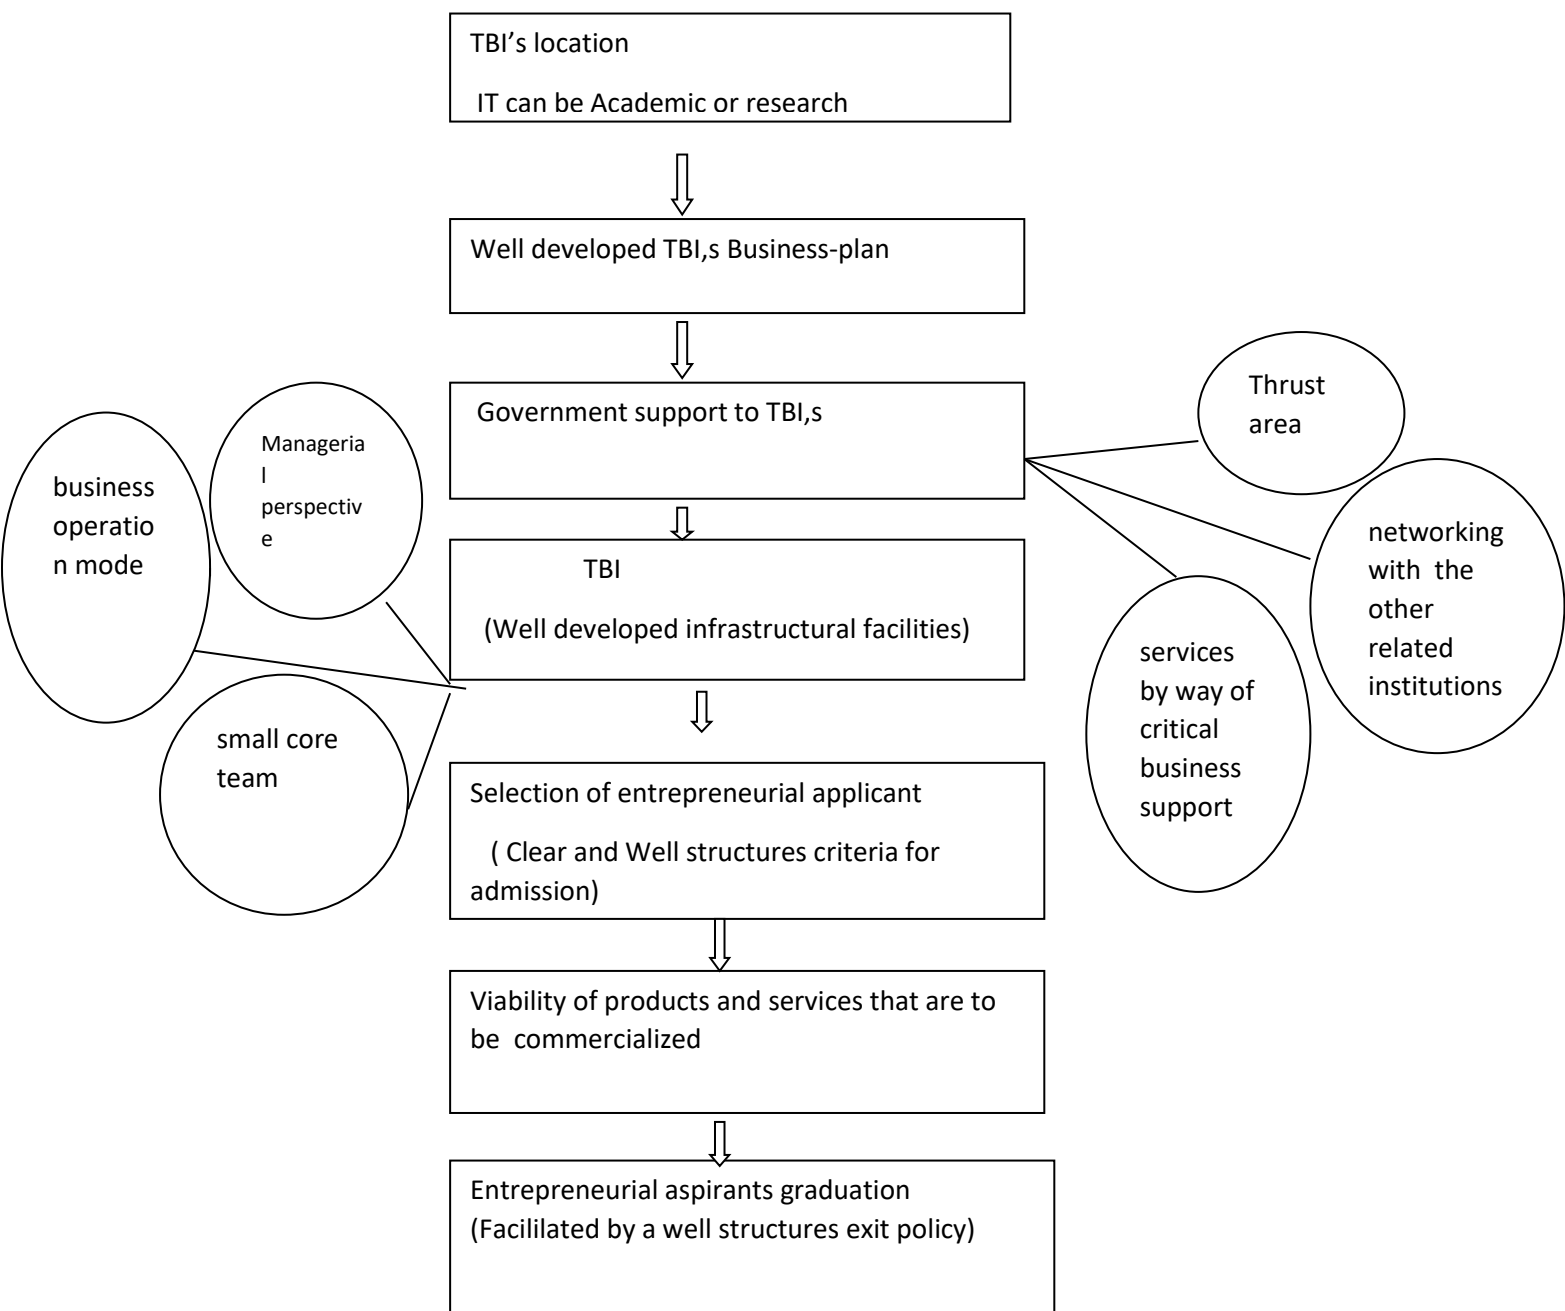 TBI’s location
IT can be Academic or research
Well developed TBI,s Business-plan
Government support to TBI,s
Thrust
area
Manageria
l
perspectiv
e
business
operatio
n mode
networking
with the
other
related
institutions
TBI
(Well developed infrastructural facilities)
services
by way of
critical
business
support
small core
team
Selection of entrepreneurial applicant
( Clear and Well structures criteria for
admission)
Viability of products and services that are to
be commercialized
Entrepreneurial aspirants graduation
(Facililated by a well structures exit policy)